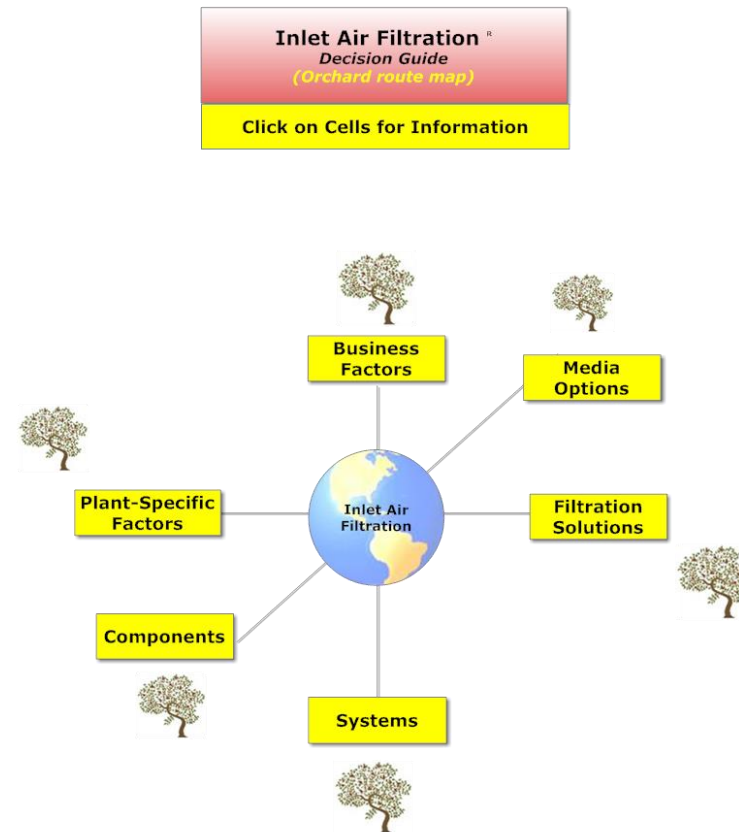 Inlet Air Filtration R
Decision Guide
(Orchard route map)
Click on Cells for Information
Business
Factors
Media
Options
Plant-Specific
Factors
Inlet Air
Filtration
Filtration
Solutions
Components
Systems